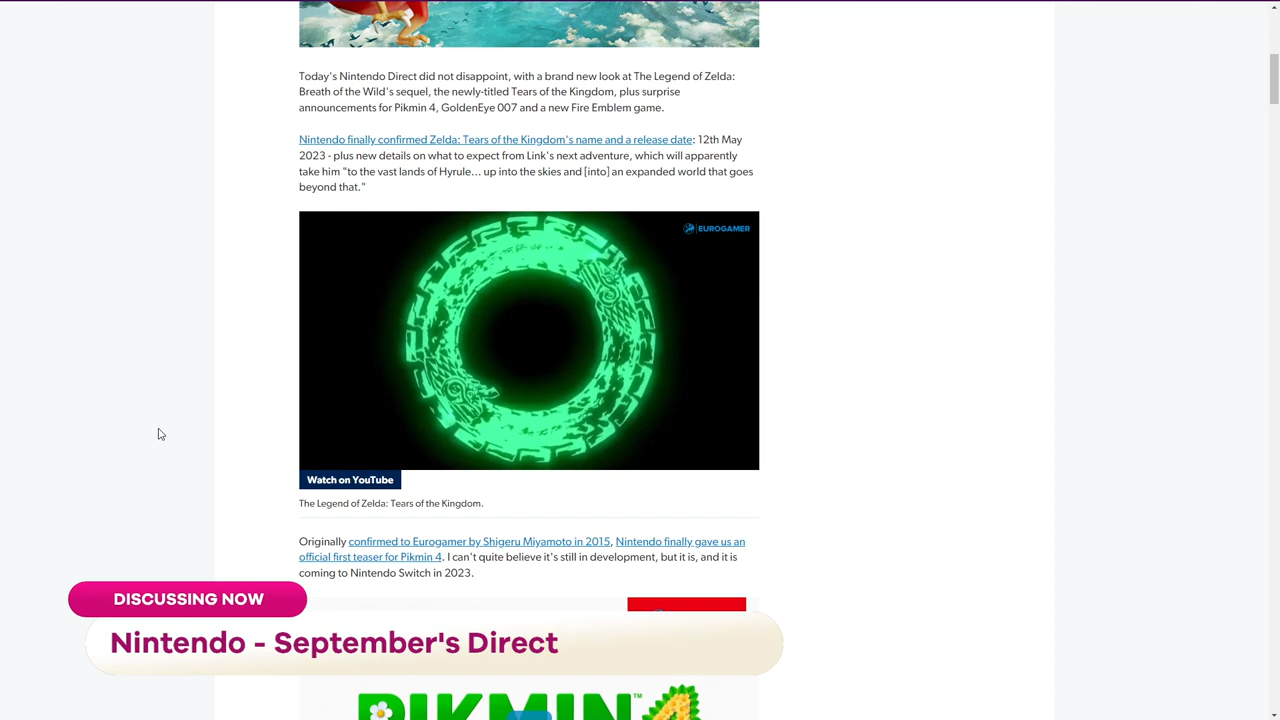 Today's Nintendo Direct did not disappoint, with a brand new look at The Legend of Zelda:
Breath of the Wild's sequel, the newly-titled Tears of the Kingdom, plus surprise
announcements for Pikmin 4, GoldenEye 007 and a new Fire Emblem game.
Nintendo finally confirmed Zelda: Tears of the Kingdom's name and a release date: 12th May
2023 - plus new details on what to expect from Link's next adventure, which will apparently
take him "to the vast lands of Hyrule... up into the skies and [into] an expanded world that goes
beyond that."
EUROGAMER
Watch on YouTube
The Legend of Zelda: Tears of the Kingdom.
Originally confirmed to Eurogamer by Shigeru Miyamoto in 2015, Nintendo finally gave us an
official first teaser for Pikmin 4. I can't quite believe it's still in development, but it is, and it is
coming to Nintendo Switch in 2023.
DISCUSSING NOW
Nintendo - September's Direct
PIKMIN 4™